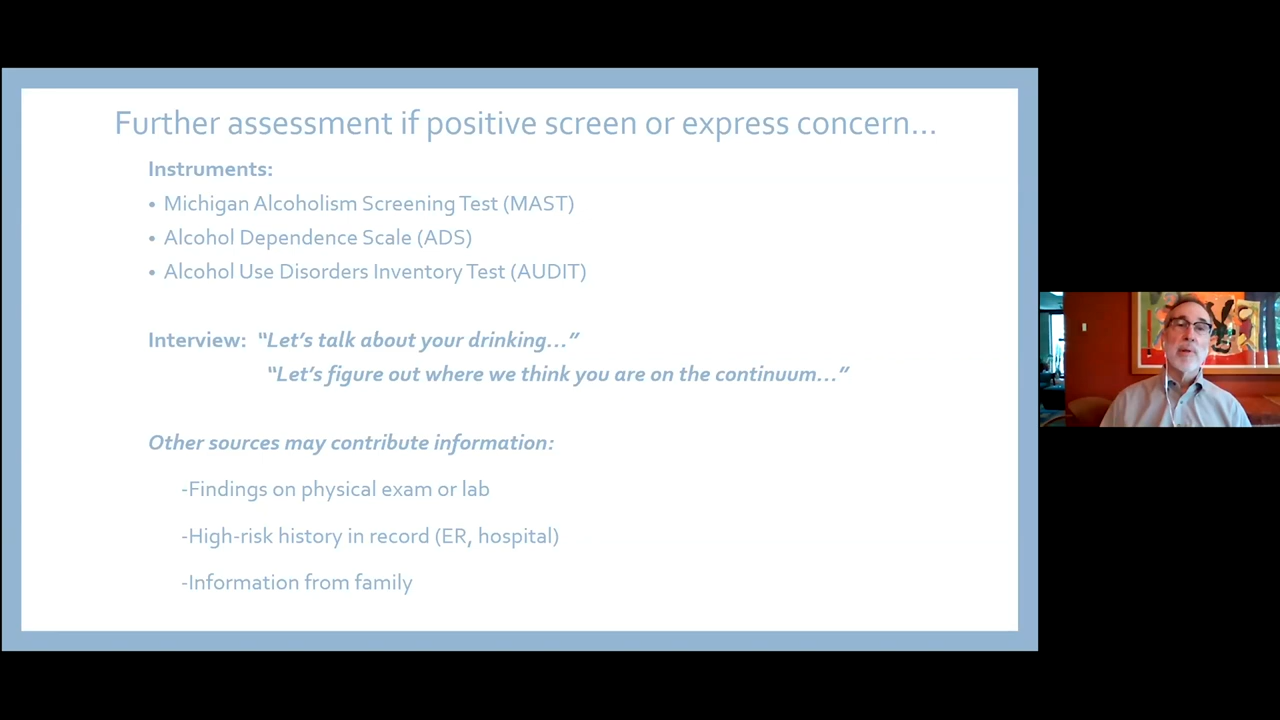 Further assessment if positive screen or express concern…
Instruments:
• Michigan Alcoholism Screening Test (MAST)
• Alcohol Dependence Scale (ADS)
• Alcohol Use Disorders Inventory Test (AUDIT)
Interview: “Let’s talk about your drinking…”
“Let’s figure out where we think you are on the continuum…”
Other sources may contribute information:
-Findings on physical exam or lab
-High-risk history in record (ER, hospital)
-Information from family